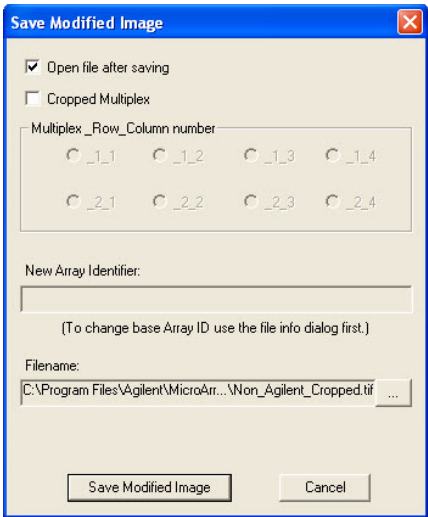 Save Modified Image
Open file after saving
Cropped Multiplex
Multiplex _Row_Column number
_1_1 _1_2 _1_3 _1_4
_2_1 _2_2 _2_3 _2_4
New Array Identifier:
(To change base Array ID use the file info dialog first.)
Filename:
C:\Program Files\Agilent\MicroArr...\Non_Agilent_Cropped.tif ...
Save Modified Image Cancel